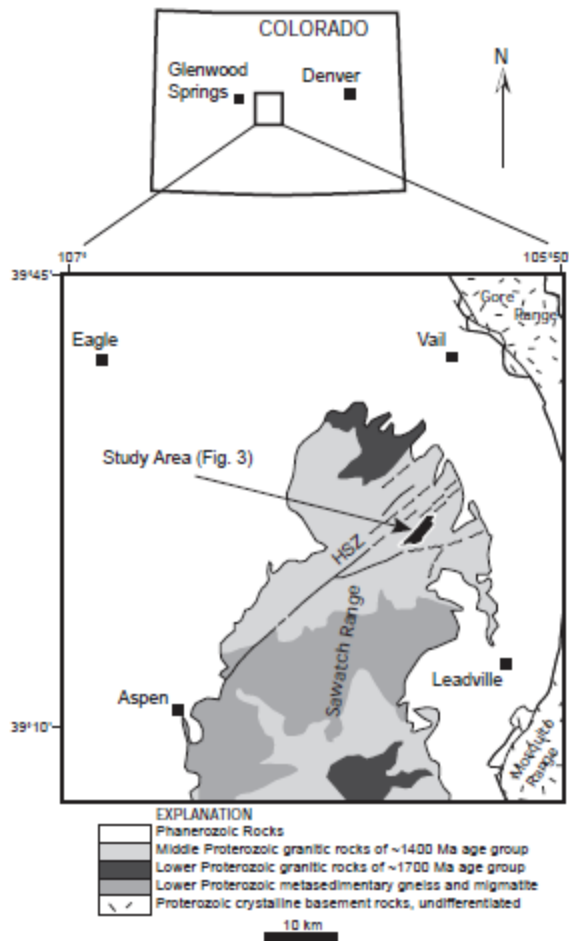 COLORADO
Glenwood
Springs
Denver
N
107°
105°50
39°45'
Gore
Range
Eagle
Vail
Study Area (Fig. 3)
HSZ
Sawatch Range
Leadville
Aspen
39°10'
Mosquito
Range
EXPLANATION
Phanerozoic Rocks
Middle Proterozoic granitic rocks of ~1400 Ma age group
Lower Proterozoic granitic rocks of ~1700 Ma age group
Lower Proterozoic metasedimentary gneiss and migmatite
Proterozoic crystalline basement rocks, undifferentiated
10 km